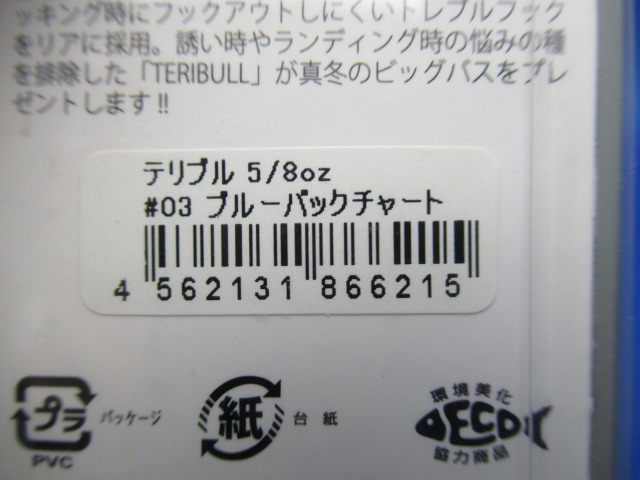 ッキング時にフックアウトしにくいトレブルフック
をリアに採用。誘い時やランディング時の悩みの種
を排除した「TERIBULL」が真冬のビッグバスをプレ
ゼントします!!
テリブル 5/8oz
#03 ブルーバックチャート
4 562131 866215
プラ パッケージ
PVC
紙 台紙
環境美化
ECO
協力商品